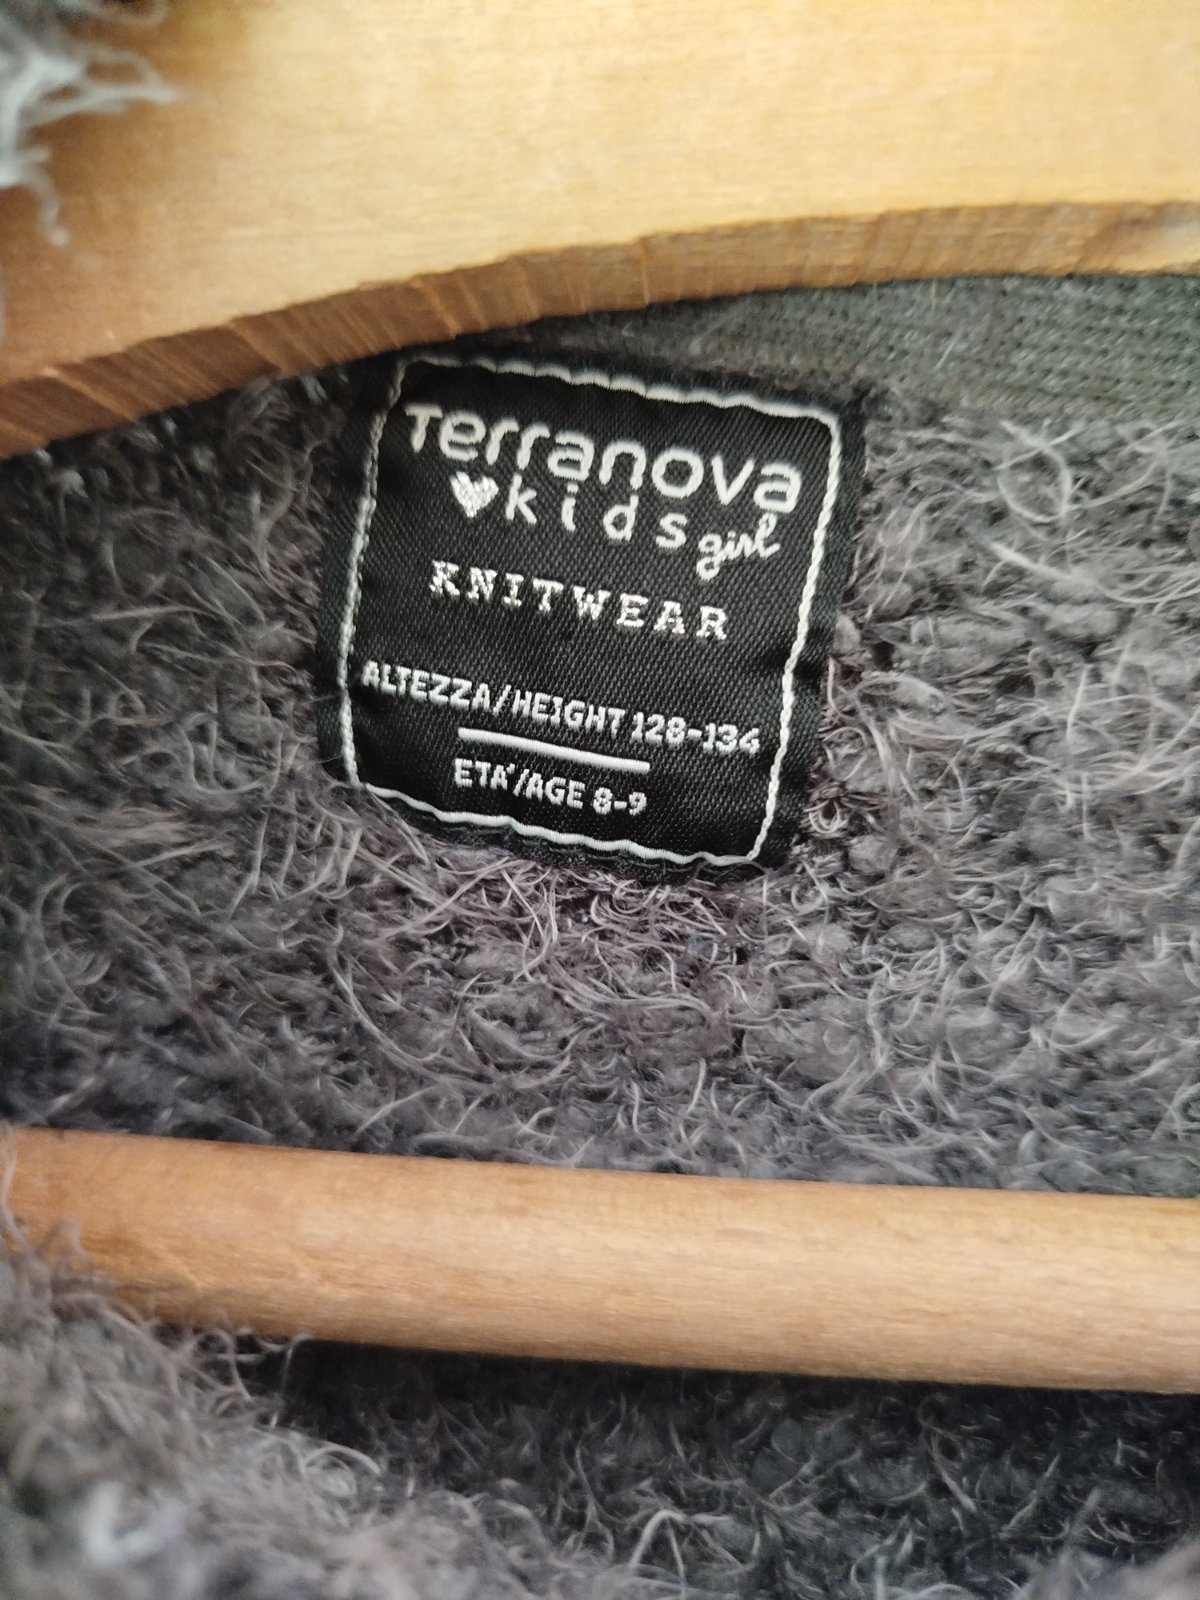 Terranova
kids girl
KNITWEAR
ALTEZZA/HEIGHT 128-134
ETA'/AGE 8-9